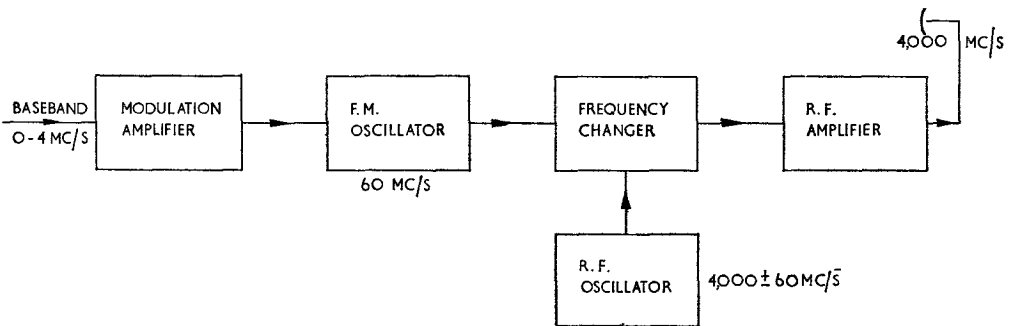 4,000 MC/S
BASEBAND
0-4 MC/S
MODULATION
AMPLIFIER
F.M.
OSCILLATOR
60 MC/S
FREQUENCY
CHANGER
R.F.
AMPLIFIER
R.F.
OSCILLATOR
4,000 ± 60 MC/S